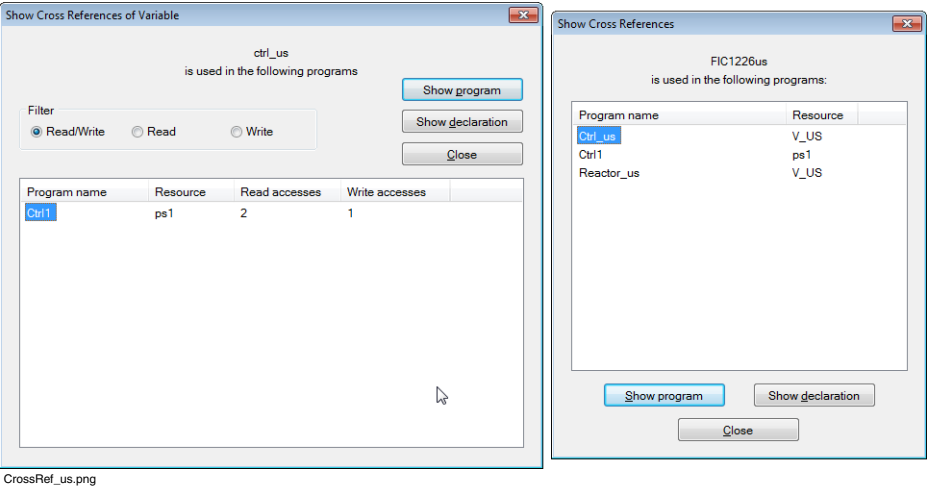 Show Cross References of Variable
ctrl_us
is used in the following programs
Show program
Filter
Read/Write Read Write
Show declaration
Close
Program name Resource Read accesses Write accesses
Ctrl1 ps1 2 1
Show Cross References
FIC1226us
is used in the following programs:
Program name Resource
Ctrl_us V_US
Ctrl1 ps1
Reactor_us V_US
Show program Show declaration
Close
CrossRef_us.png